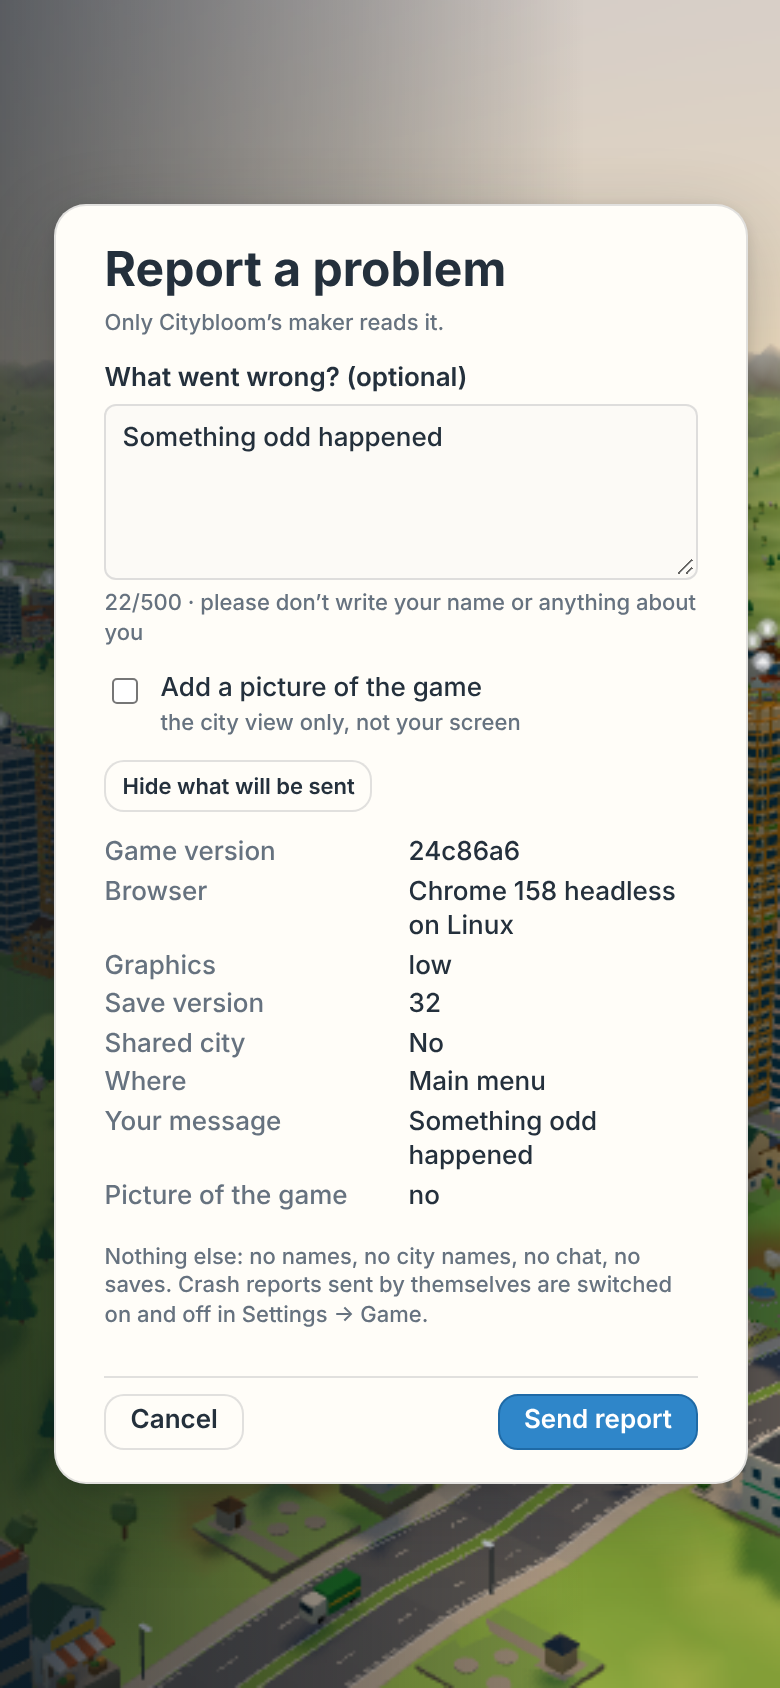 Report a problem
Only Citybloom’s maker reads it.
What went wrong? (optional)
Something odd happened
22/500 · please don’t write your name or anything about
you
Add a picture of the game
the city view only, not your screen
Hide what will be sent
Game version 24c86a6
Browser Chrome 158 headless
on Linux
Graphics low
Save version 32
Shared city No
Where Main menu
Your message Something odd
happened
Picture of the game no
Nothing else: no names, no city names, no chat, no
saves. Crash reports sent by themselves are switched
on and off in Settings → Game.
Cancel Send report